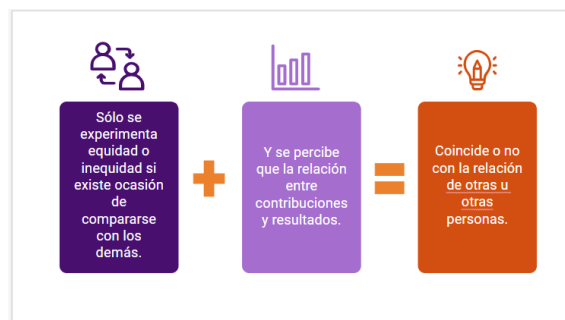 Sólo se
experimenta
equidad o
inequidad si
existe ocasión
de
compararse
con los
demás.
Y se percibe
que la relación
entre
contribuciones
y resultados.
Coincide o no
con la relación
de otras u
otras
personas.